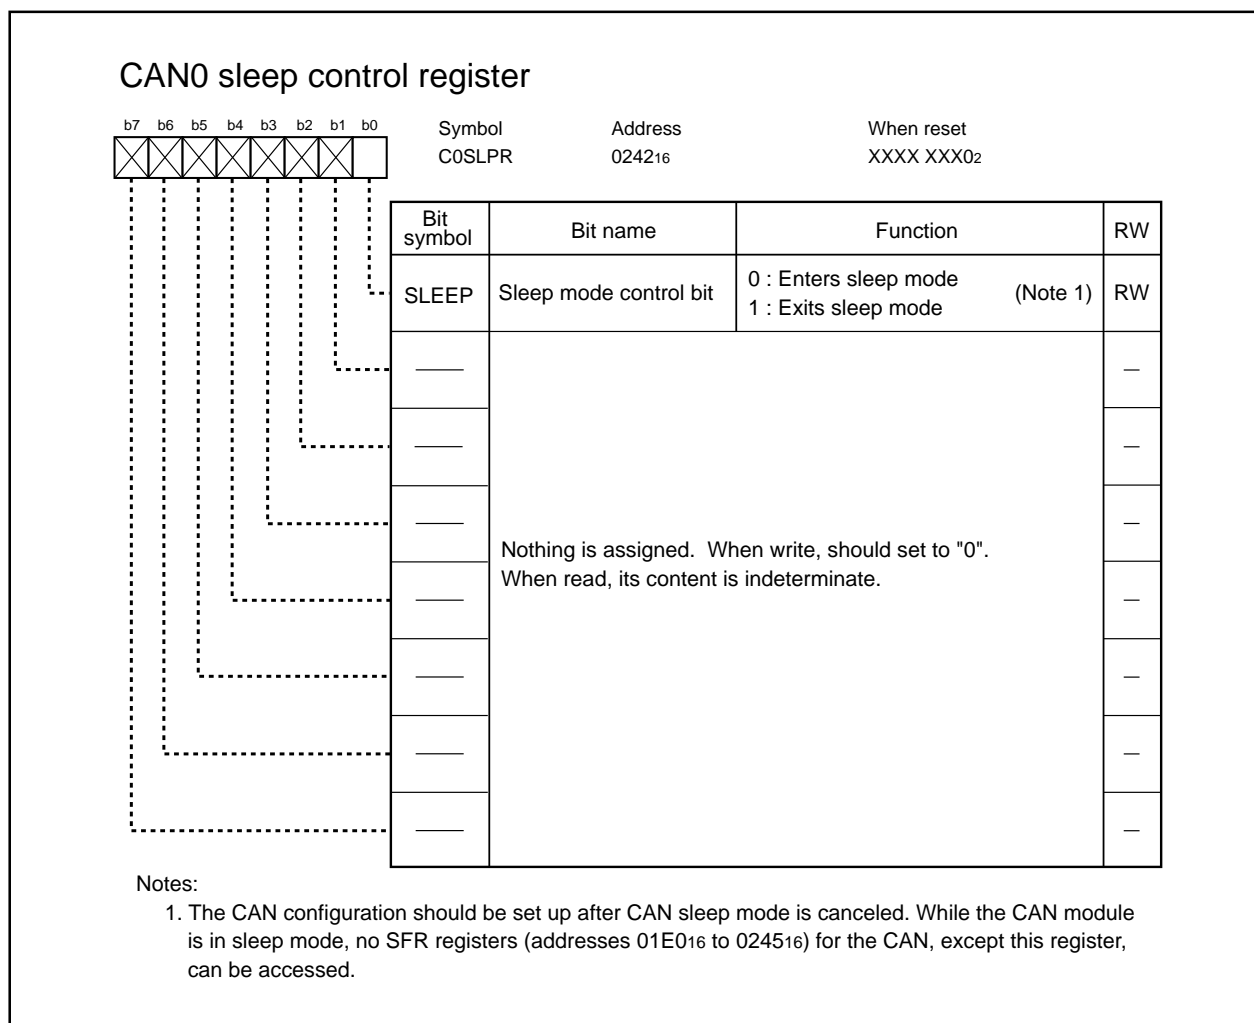 CAN0 sleep control register
b7 b6 b5 b4 b3 b2 b1 b0
Symbol Address When reset
C0SLPR 024216 XXXX XXX02
Bit symbol Bit name Function RW
SLEEP Sleep mode control bit 0 : Enters sleep mode (Note 1) RW
1 : Exits sleep mode
Nothing is assigned. When write, should set to "0".
When read, its content is indeterminate.
Notes:
1. The CAN configuration should be set up after CAN sleep mode is canceled. While the CAN module
is in sleep mode, no SFR registers (addresses 01E016 to 024516) for the CAN, except this register,
can be accessed.